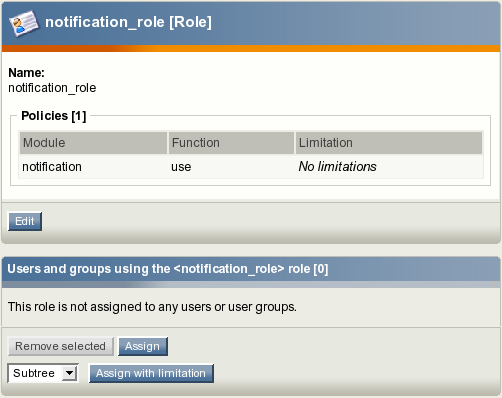 notification_role [Role]
Name:
notification_role
Policies [1]
Module Function Limitation
notification use No limitations
Edit
Users and groups using the <notification_role> role [0]
This role is not assigned to any users or user groups.
Remove selected Assign
Subtree Assign with limitation